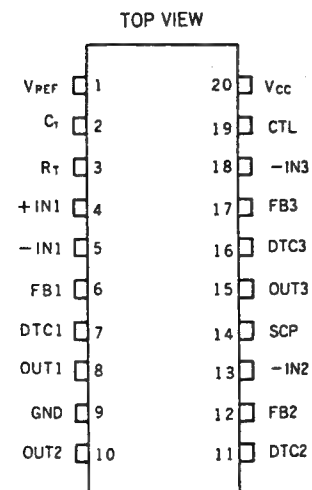 TOP VIEW
VREF 1 20 VCC
CT 2 19 CTL
RT 3 18 -IN3
+IN1 4 17 FB3
-IN1 5 16 DTC3
FB1 6 15 OUT3
DTC1 7 14 SCP
OUT1 8 13 -IN2
GND 9 12 FB2
OUT2 10 11 DTC2